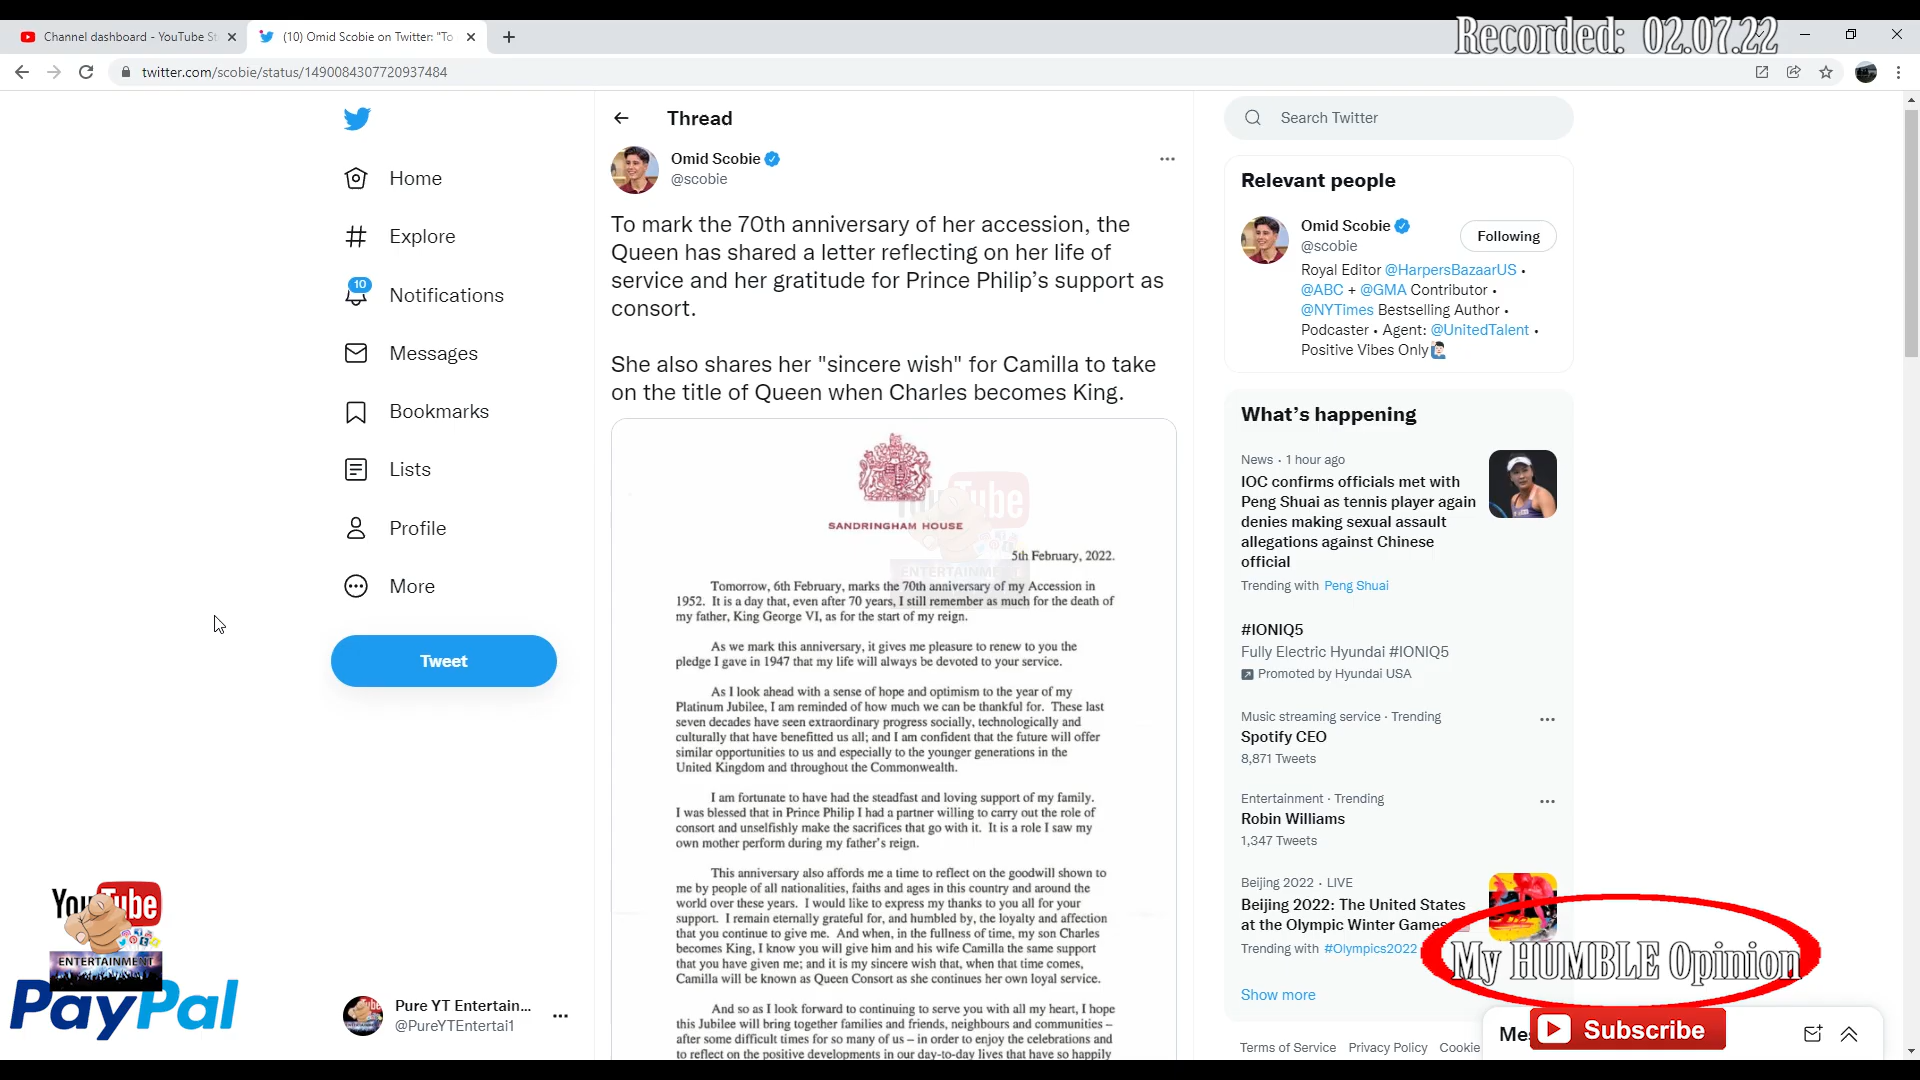 Channel dashboard - YouTube St
(10) Omid Scobie on Twitter: "To
Recorded: 02.07.22
twitter.com/scobie/status/1490084307720937484
Home
Explore
10
Notifications
Messages
Bookmarks
Lists
Profile
More
Tweet
Pure YT Entertain...
@PureYTEntertai1
YouTube
ENTERTAINMENT
PayPal
Thread
Omid Scobie
@scobie
To mark the 70th anniversary of her accession, the
Queen has shared a letter reflecting on her life of
service and her gratitude for Prince Philip's support as
consort.
She also shares her "sincere wish" for Camilla to take
on the title of Queen when Charles becomes King.
SANDRINGHAM HOUSE
YouTube
ENTERTAINMENT
5th February, 2022.
Tomorrow, 6th February, marks the 70th anniversary of my Accession in
1952. It is a day that, even after 70 years, I still remember as much for the death of
my father, King George VI, as for the start of my reign.
As we mark this anniversary, it gives me pleasure to renew to you the
pledge I gave in 1947 that my life will always be devoted to your service.
As I look ahead with a sense of hope and optimism to the year of my
Platinum Jubilee, I am reminded of how much we can be thankful for. These last
seven decades have seen extraordinary progress socially, technologically and
culturally that have benefitted us all; and I am confident that the future will offer
similar opportunities to us and especially to the younger generations in the
United Kingdom and throughout the Commonwealth.
I am fortunate to have had the steadfast and loving support of my family.
I was blessed that in Prince Philip I had a partner willing to carry out the role of
consort and unselfishly make the sacrifices that go with it. It is a role I saw my
own mother perform during my father's reign.
This anniversary also affords me a time to reflect on the goodwill shown to
me by people of all nationalities, faiths and ages in this country and around the
world over these years. I would like to express my thanks to you all for your
support. I remain eternally grateful for, and humbled by, the loyalty and affection
that you continue to give me. And when, in the fullness of time, my son Charles
becomes King, I know you will give him and his wife Camilla the same support
that you have given me; and it is my sincere wish that, when that time comes,
Camilla will be known as Queen Consort as she continues her own loyal service.
And so as I look forward to continuing to serve you with all my heart, I hope
this Jubilee will bring together families and friends, neighbours and communities –
after some difficult times for so many of us – in order to enjoy the celebrations and
to reflect on the positive developments in our day-to-day lives that have so happily
Search Twitter
Relevant people
Omid Scobie
@scobie
Following
Royal Editor @HarpersBazaarUS •
@ABC + @GMA Contributor •
@NYTimes Bestselling Author •
Podcaster • Agent: @UnitedTalent •
Positive Vibes Only
What's happening
News · 1 hour ago
IOC confirms officials met with
Peng Shuai as tennis player again
denies making sexual assault
allegations against Chinese
official
Trending with Peng Shuai
#IONIQ5
Fully Electric Hyundai #IONIQ5
Promoted by Hyundai USA
Music streaming service · Trending
Spotify CEO
8,871 Tweets
Entertainment · Trending
Robin Williams
1,347 Tweets
Beijing 2022 · LIVE
Beijing 2022: The United States
at the Olympic Winter Games
Trending with #Olympics2022
My HUMBLE Opinion
Show more
Mes
Subscribe
Terms of Service Privacy Policy Cookie